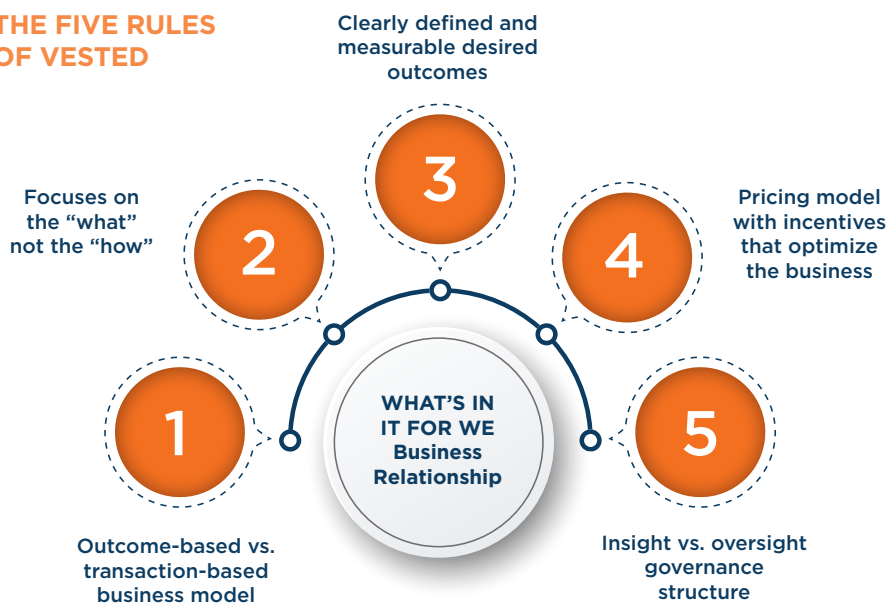 THE FIVE RULES
OF VESTED
1
Outcome-based vs.
transaction-based
business model
2
Focuses on
the “what”
not the “how”
3
Clearly defined and
measurable desired
outcomes
4
Pricing model
with incentives
that optimize
the business
5
Insight vs. oversight
governance
structure
WHAT’S IN
IT FOR WE
Business
Relationship